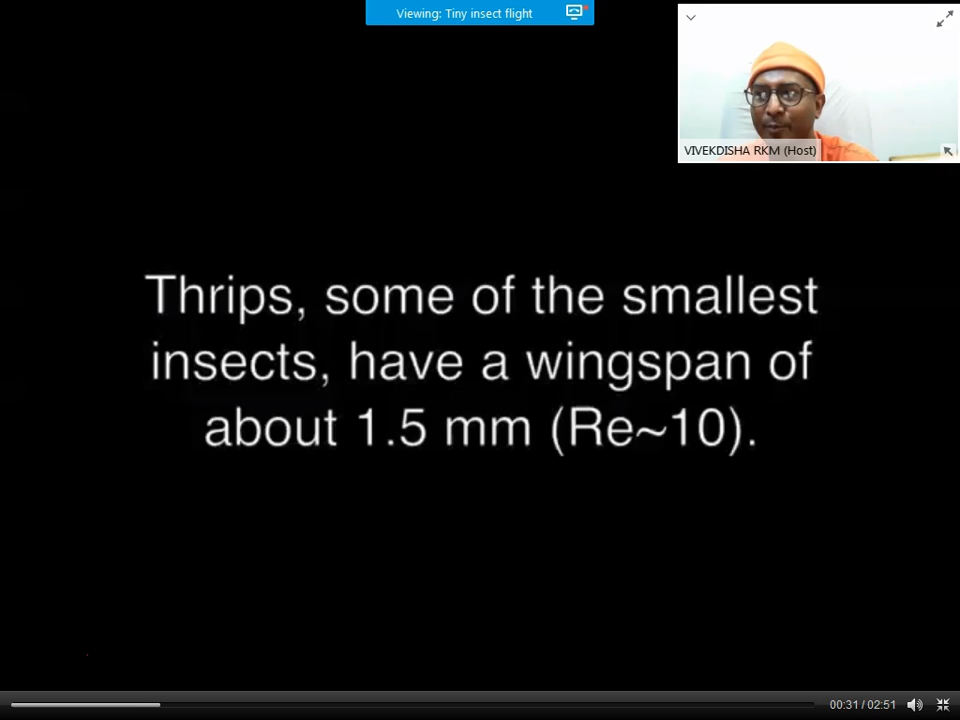 Viewing: Tiny insect flight
VIVEKDISHA RKM (Host)
Thrips, some of the smallest
insects, have a wingspan of
about 1.5 mm (Re~10).
00:31 / 02:51